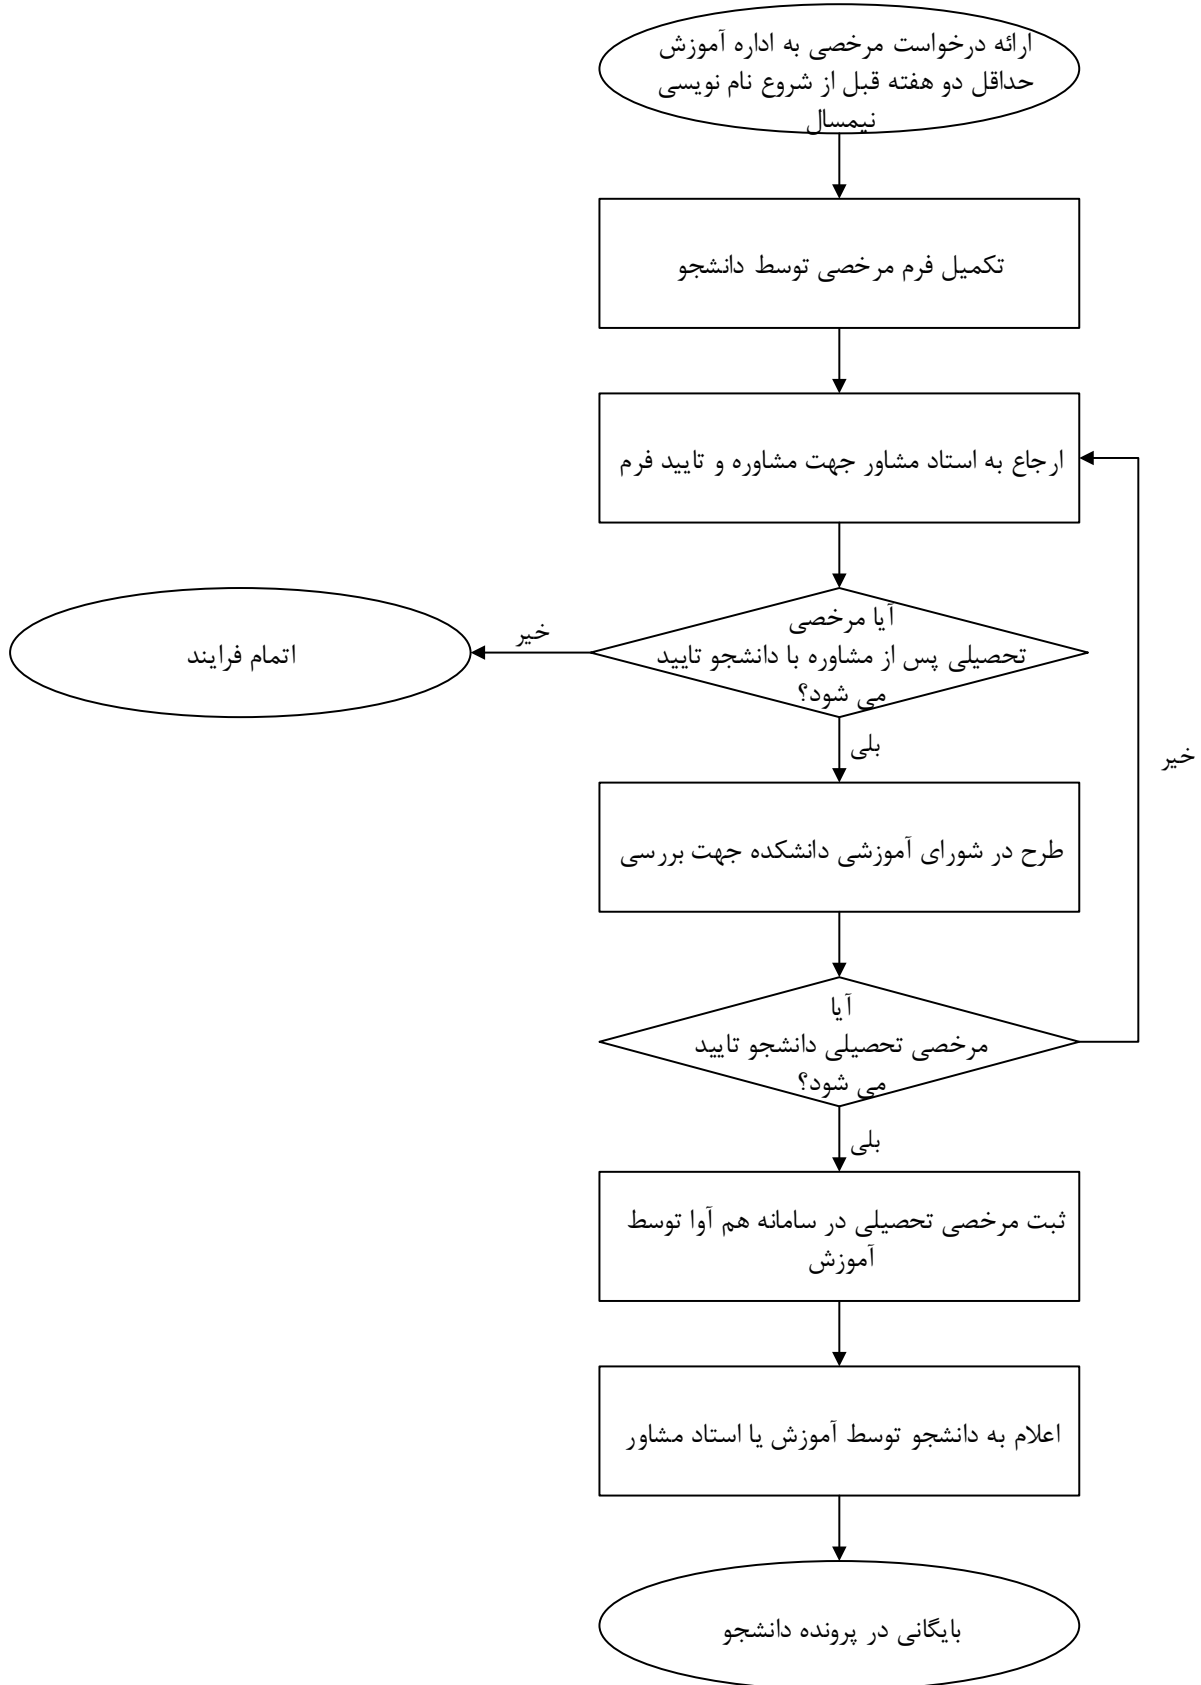 ارائه درخواست مرخصی به اداره آموزش
حداقل دو هفته قبل از شروع نام نویسی
نیمسال
تکمیل فرم مرخصی توسط دانشجو
ارجاع به استاد مشاور جهت مشاوره و تایید فرم
آیا مرخصی
تحصیلی پس از مشاوره با دانشجو تایید
می شود؟
خیر
اتمام فرایند
بلی
خیر
طرح در شورای آموزشی دانشکده جهت بررسی
آیا
مرخصی تحصیلی دانشجو تایید
می شود؟
بلی
ثبت مرخصی تحصیلی در سامانه هم آوا توسط
آموزش
اعلام به دانشجو توسط آموزش یا استاد مشاور
بایگانی در پرونده دانشجو